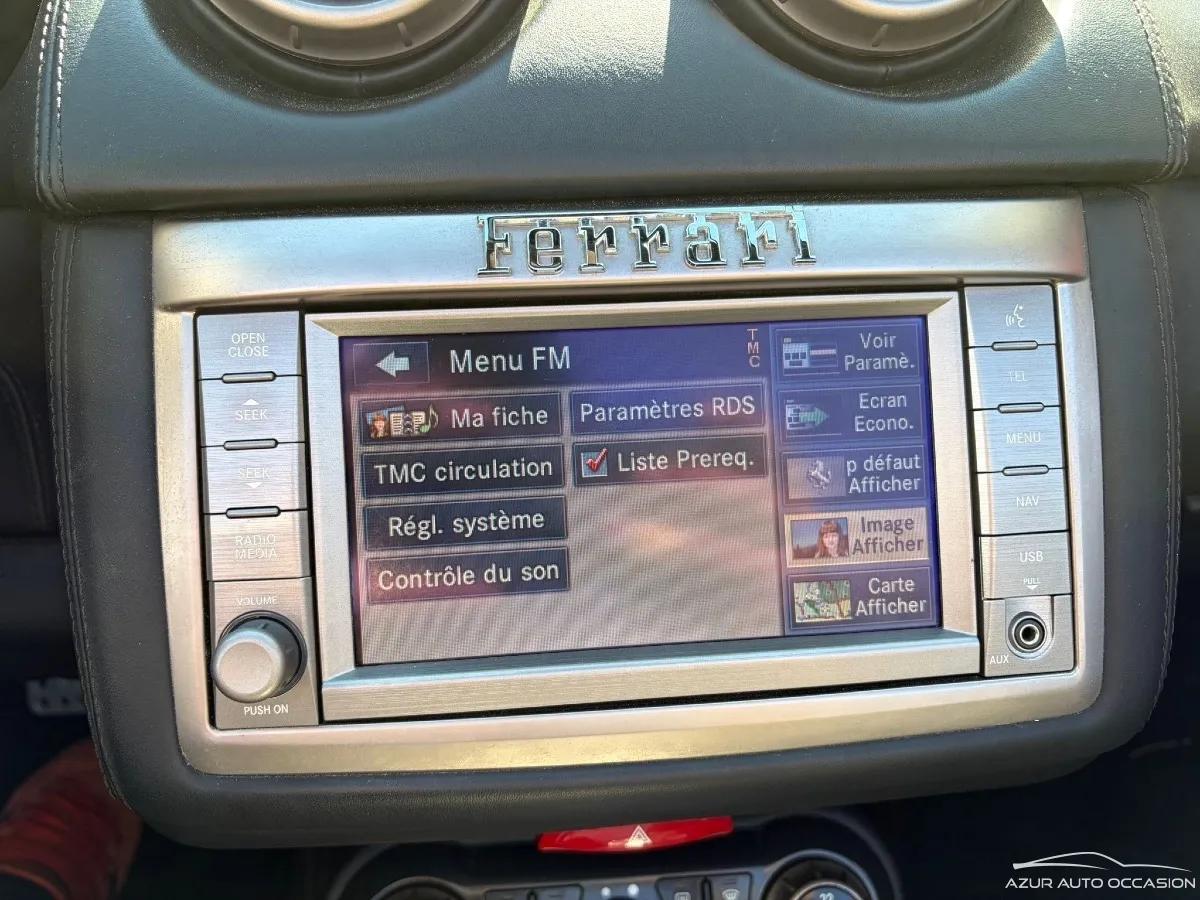 Ferrari
OPEN
CLOSE
SEEK
SEEK
RADIO
MEDIA
VOLUME
PUSH ON
Menu FM
TMC
Ma fiche
Paramètres RDS
TMC circulation
Liste Prereq.
Régl. système
Contrôle du son
Voir
Paramè.
Ecran
Econo.
p défaut
Afficher
Image
Afficher
Carte
Afficher
TEL
MENU
NAV
USB
PULL
AUX
22
AZUR AUTO OCCASION